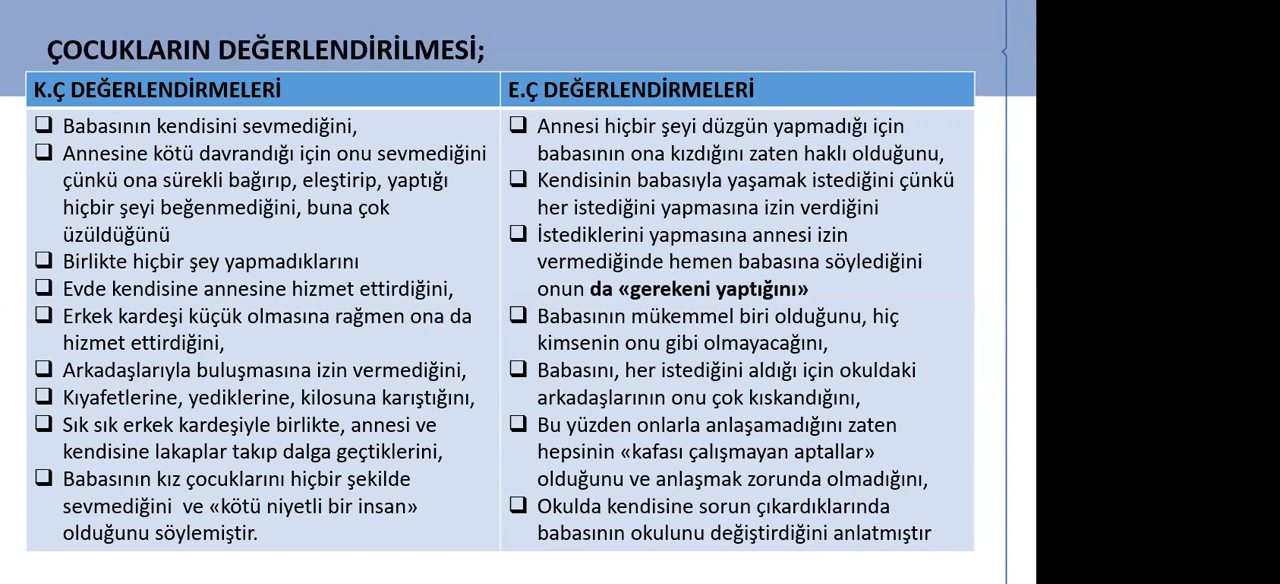 ÇOCUKLARIN DEĞERLENDİRİLMESİ;
K.Ç DEĞERLENDİRMELERİ
❑ Babasının kendisini sevmediğini,
❑ Annesine kötü davrandığı için onu sevmediğini
çünkü ona sürekli bağırıp, eleştirip, yaptığı
hiçbir şeyi beğenmediğini, buna çok
üzüldüğünü
❑ Birlikte hiçbir şey yapmadıklarını
❑ Evde kendisine annesine hizmet ettirdiğini,
❑ Erkek kardeşi küçük olmasına rağmen ona da
hizmet ettirdiğini,
❑ Arkadaşlarıyla buluşmasına izin vermediğini,
❑ Kıyafetlerine, yediklerine, kilosuna karıştığını,
❑ Sık sık erkek kardeşiyle birlikte, annesi ve
kendisine lakaplar takıp dalga geçtiklerini,
❑ Babasının kız çocuklarını hiçbir şekilde
sevmediğini ve «kötü niyetli bir insan»
olduğunu söylemiştir.
E.Ç DEĞERLENDİRMELERİ
❑ Annesi hiçbir şeyi düzgün yapmadığı için
babasının ona kızdığını zaten haklı olduğunu,
❑ Kendisinin babasıyla yaşamak istediğini çünkü
her istediğini yapmasına izin verdiğini
❑ İstediklerini yapmasına annesi izin
vermediğinde hemen babasına söylediğini
onun da «gerekeni yaptığını»
❑ Babasının mükemmel biri olduğunu, hiç
kimsenin onu gibi olmayacağını,
❑ Babasını, her istediğini aldığı için okuldaki
arkadaşlarının onu çok kıskandığını,
❑ Bu yüzden onlarla anlaşamadığını zaten
hepsinin «kafası çalışmayan aptallar»
olduğunu ve anlaşmak zorunda olmadığını,
❑ Okulda kendisine sorun çıkardıklarında
babasının okulunu değiştirdiğini anlatmıştır